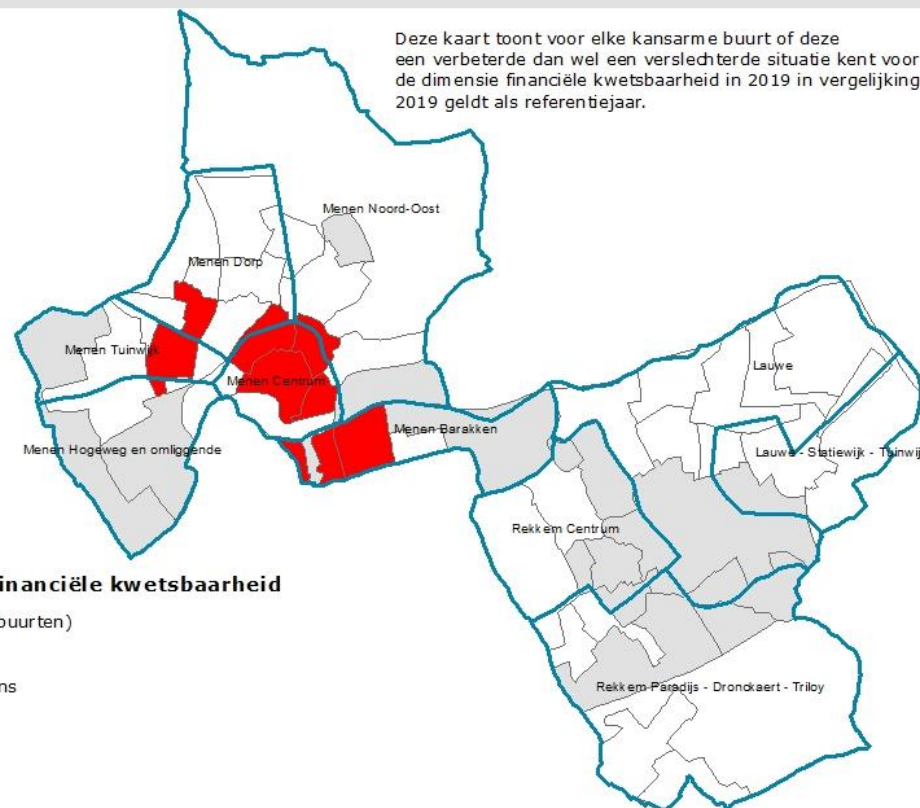 Deze kaart toont voor elke kansarme buurt of deze
een verbeterde dan wel een verslechterde situatie kent voor
de dimensie financiële kwetsbaarheid in 2019 in vergelijking
2019 geldt als referentiejaar.
Menen Noord-Oost
Menen Dorp
Menen Tuinwijk
Lauwe
Menen Centrum
Menen Barakken
Menen Hogeweg en omliggende
Lauwe - Statiewijk - Tuinwij
Rekkem Centrum
inanciële kwetsbaarheid
buurten)
ns
Rekkem Paradijs - Dronckaert - Triloy